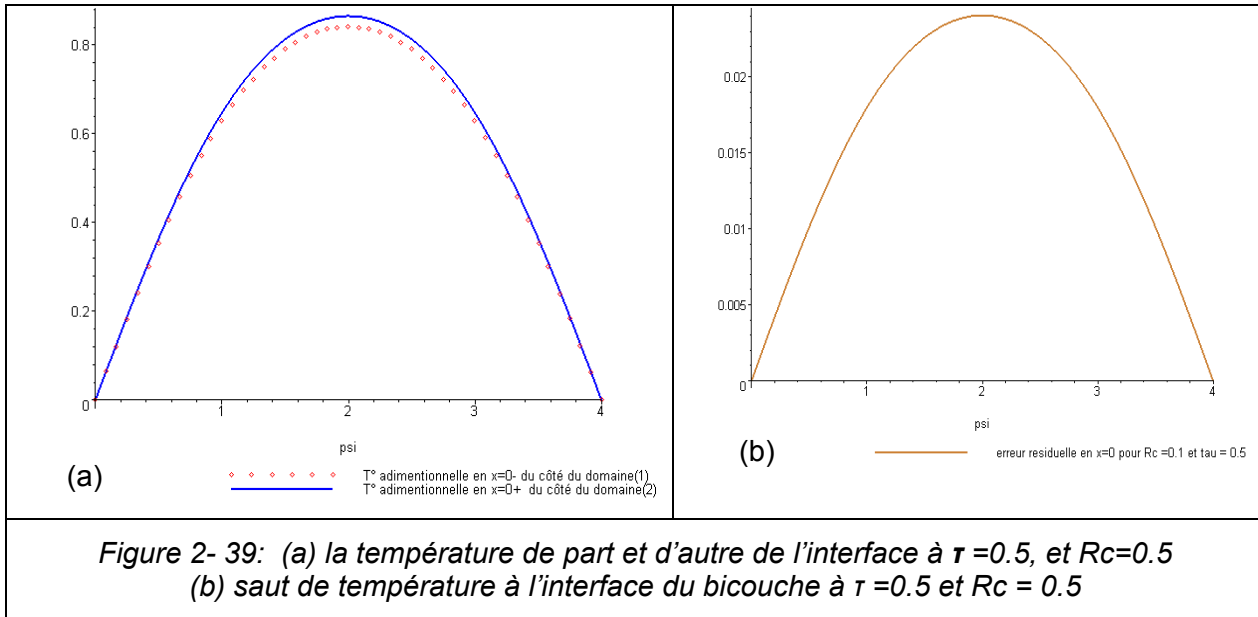 0.8
0.6
0.4
0.2
0
1
2
3
4
psi
(a)
T° adimentionnelle en x=0- du côté du domaine(1)
T° adimentionnelle en x=0+ du côté du domaine(2)
0.02
0.015
0.01
0.005
0
1
2
3
4
psi
(b)
erreur residuelle en x=0 pour Rc =0.1 et tau = 0.5
Figure 2- 39: (a) la température de part et d'autre de l'interface à τ =0.5, et Rc=0.5
(b) saut de température à l'interface du bicouche à τ =0.5 et Rc = 0.5